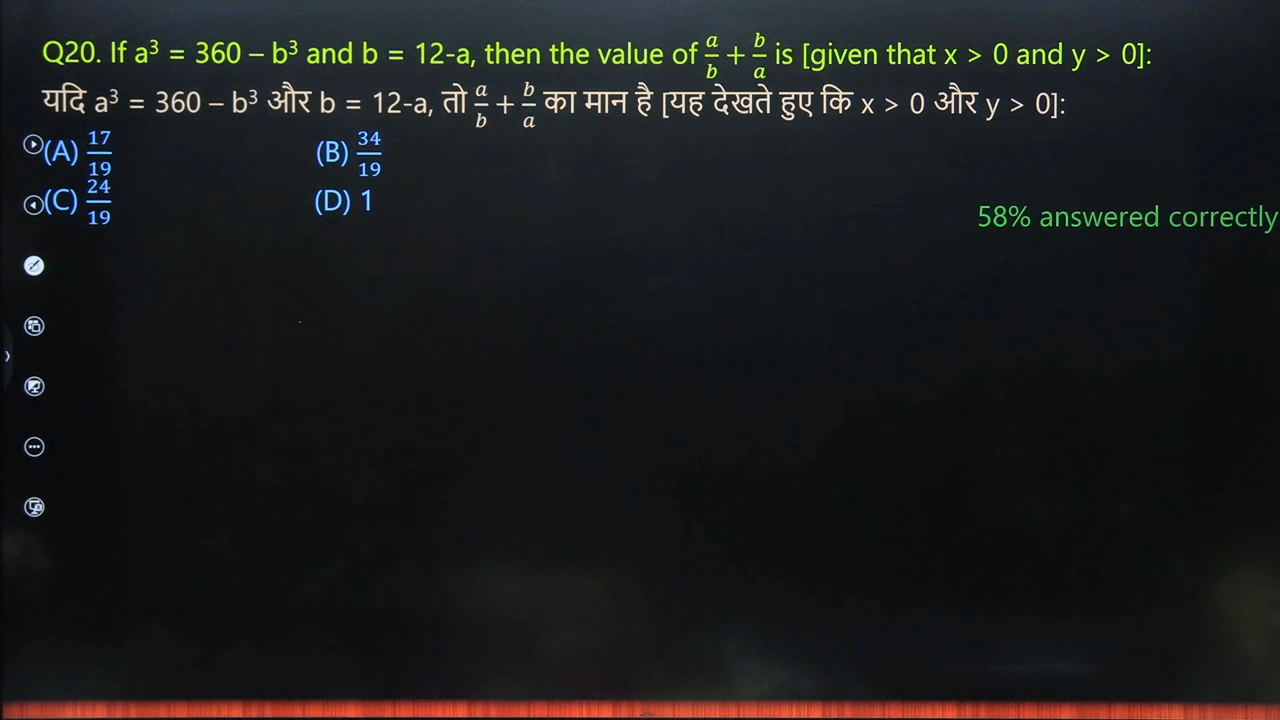 Q20. If a³ = 360 – b³ and b = 12-a, then the value of a/b + b/a is [given that x > 0 and y > 0]:
यदि a³ = 360 – b³ और b = 12-a, तो a/b + b/a का मान है [यह देखते हुए कि x > 0 और y > 0]:
(A) 17/19 (B) 34/19
(C) 24/19 (D) 1
58% answered correctly